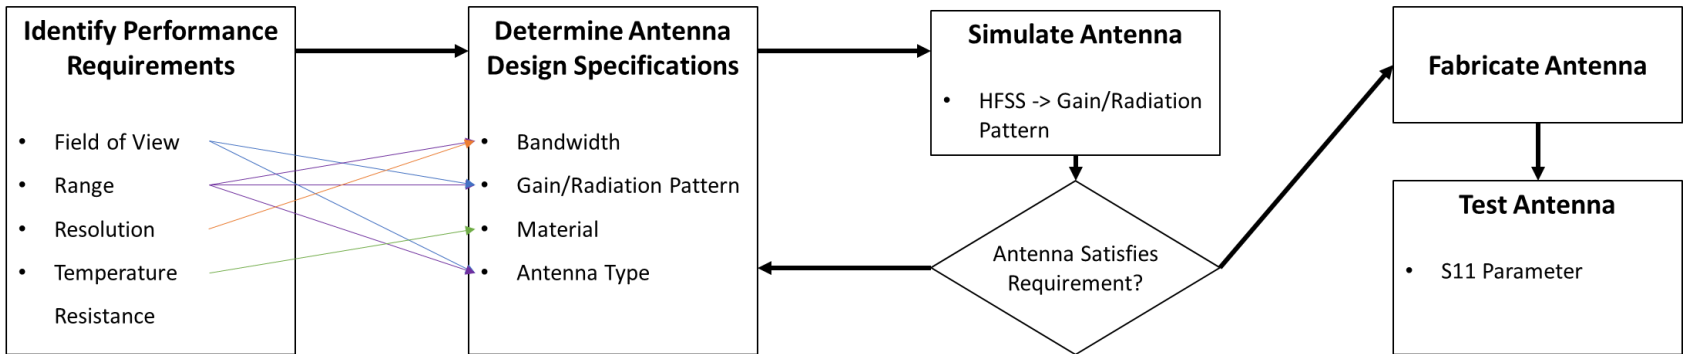 Identify Performance
Requirements
• Field of View
• Range
• Resolution
• Temperature
Resistance
Determine Antenna
Design Specifications
• Bandwidth
• Gain/Radiation Pattern
• Material
• Antenna Type
Simulate Antenna
• HFSS -> Gain/Radiation
Pattern
Antenna Satisfies
Requirement?
Fabricate Antenna
Test Antenna
• S11 Parameter